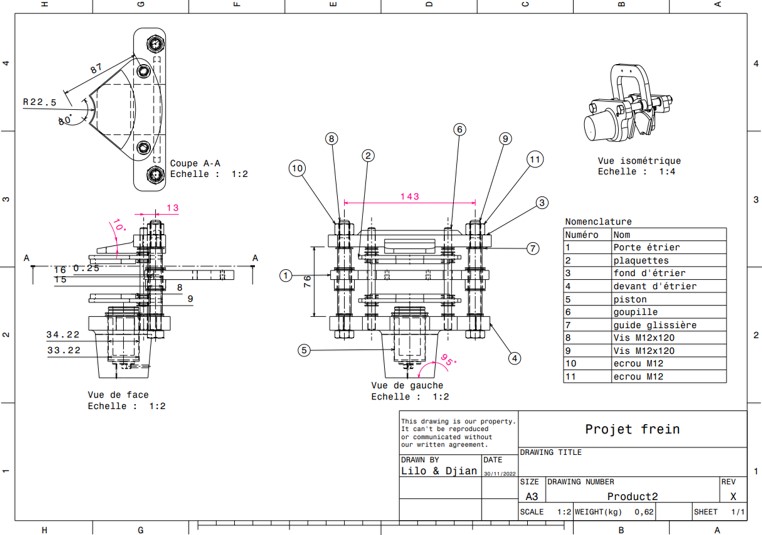 H
G
F
E
D
C
B
A
4
4
87
R22.5
80°
Coupe A-A
Echelle : 1:2
Vue isométrique
Echelle : 1:4
8
2
6
9
11
10
3
3
3
143
13
10°
A
A
16
0.25
15
8
9
76
1
7
Nomenclature
Numéro Nom
1 Porte étrier
2 plaquettes
3 fond d'étrier
4 devant d'étrier
5 piston
6 goupille
7 guide glissière
8 Vis M12x120
9 Vis M12x120
10 ecrou M12
11 ecrou M12
2
2
34.22
33.22
5
95°
4
Vue de face
Echelle : 1:2
Vue de gauche
Echelle : 1:2
This drawing is our property.
It can't be reproduced
or communicated without
our written agreement.
Projet frein
DRAWING TITLE
DRAWN BY DATE
Lilo & Djian 30/11/2022
SIZE DRAWING NUMBER REV
A3 Product2 X
SCALE 1:2 WEIGHT(kg) 0,62 SHEET 1/1
1
1
H
G
B
A